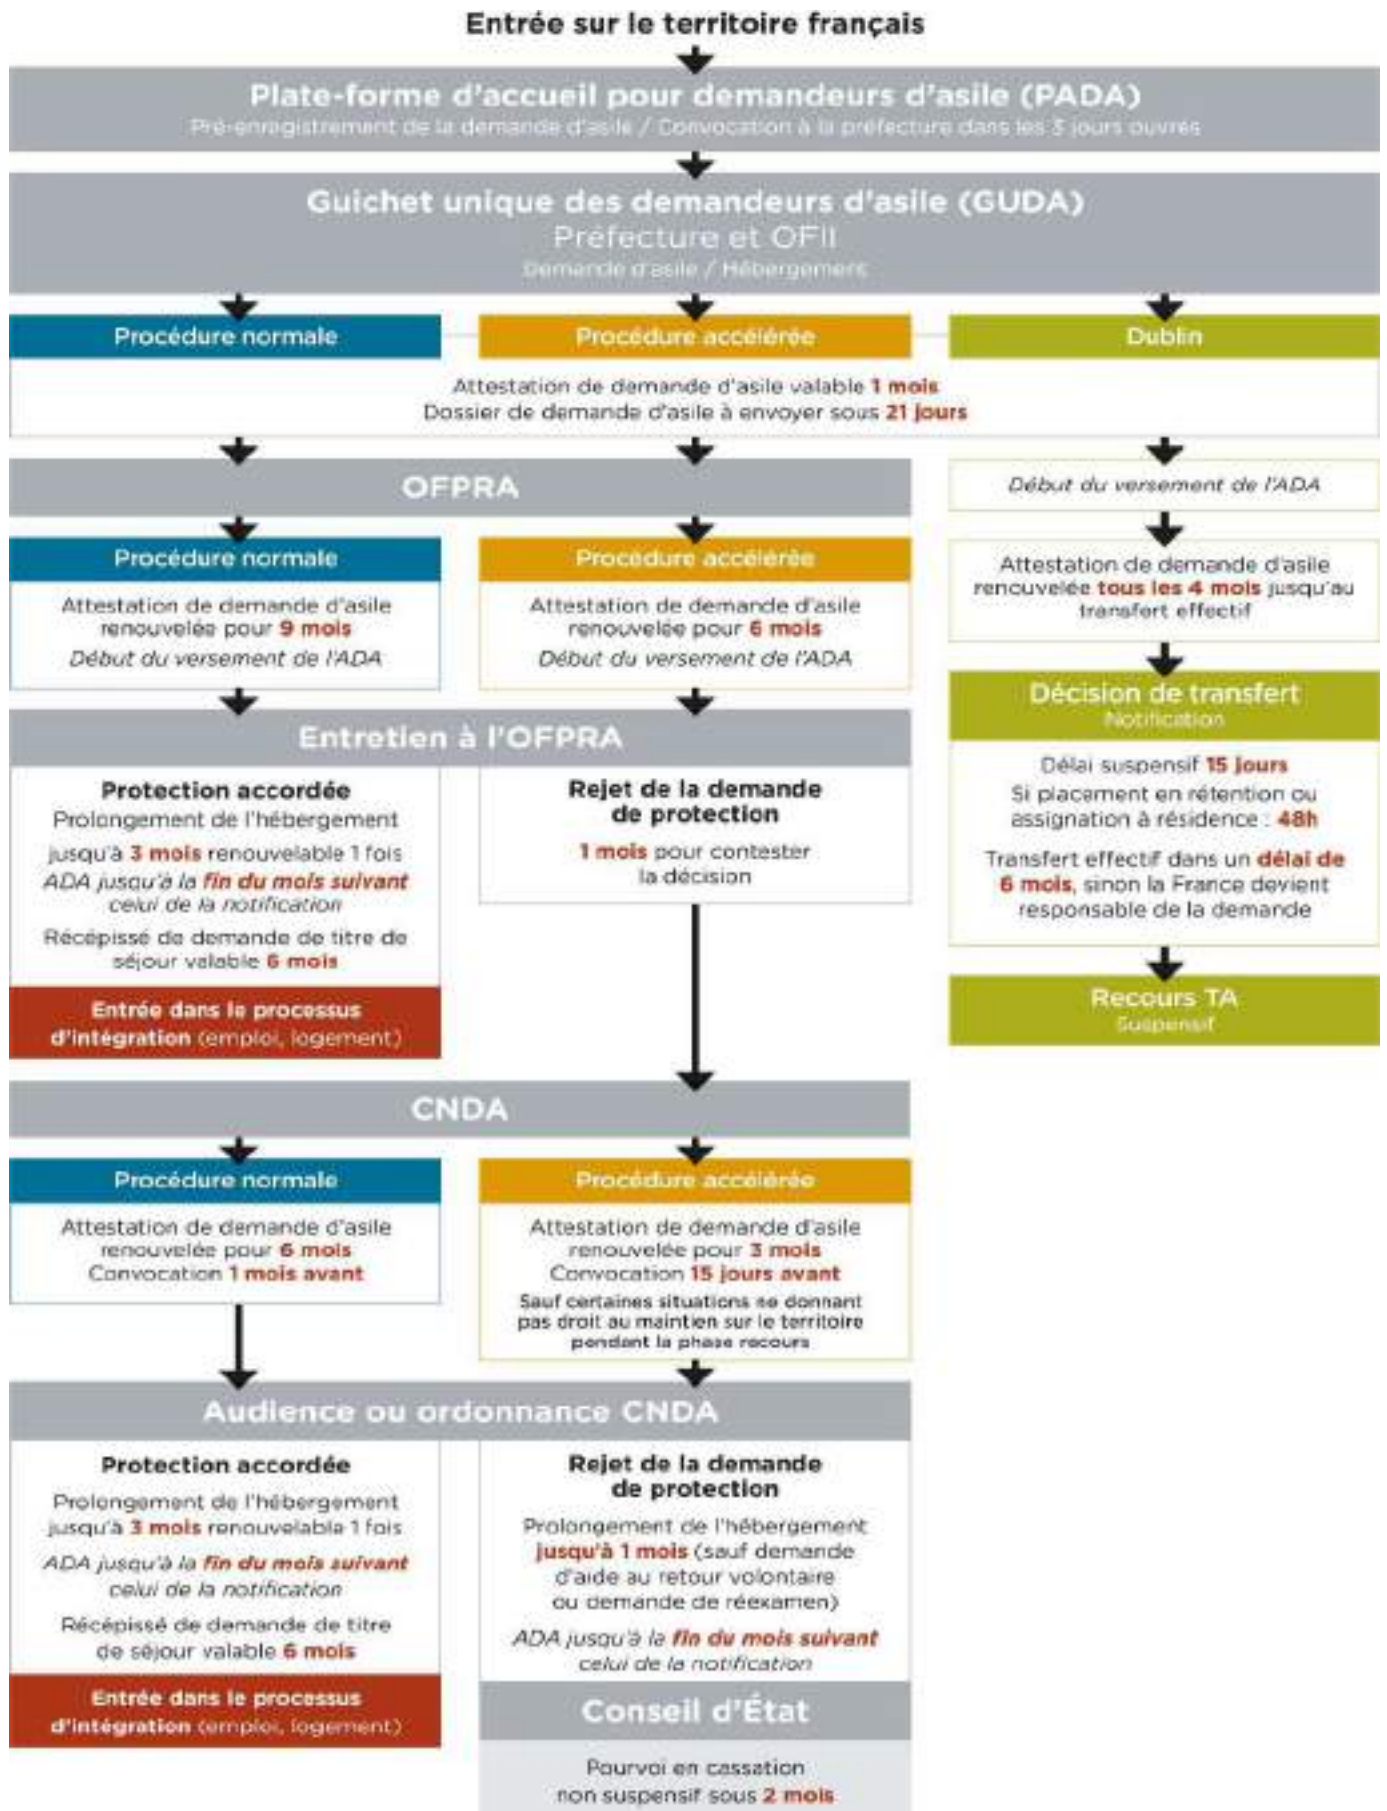 Entrée sur le territoire français
Plate-forme d'accueil pour demandeurs d'asile (PADA)
Pré-enregistrement de la demande d'asile / Convocation à la préfecture dans les 3 jours ouvrés
Guichet unique des demandeurs d'asile (GUDA)
Préfecture et OFII
Demande d'asile / Hébergement
Procédure normale
Procédure accélérée
Dublin
Attestation de demande d'asile valable 1 mois
Dossier de demande d'asile à envoyer sous 21 jours
OFPRA
Procédure normale
Attestation de demande d'asile
renouvelée pour 9 mois
Début du versement de l'ADA
Procédure accélérée
Attestation de demande d'asile
renouvelée pour 6 mois
Début du versement de l'ADA
Début du versement de l'ADA
Attestation de demande d'asile
renouvelée tous les 4 mois jusqu'au
transfert effectif
Décision de transfert
Notification
Délai suspensif 15 jours
Si placement en rétention ou
assignation à résidence : 48h
Transfert effectif dans un délai de
6 mois, sinon la France devient
responsable de la demande
Recours TA
Suspensif
Entretien à l'OFPRA
Protection accordée
Prolongement de l'hébergement
jusqu'à 3 mois renouvelable 1 fois
ADA jusqu'à la fin du mois suivant
celui de la notification
Récépissé de demande de titre de
séjour valable 6 mois
Entrée dans le processus
d'intégration (emploi, logement)
Rejet de la demande
de protection
1 mois pour contester
la décision
CNDA
Procédure normale
Attestation de demande d'asile
renouvelée pour 6 mois
Convocation 1 mois avant
Procédure accélérée
Attestation de demande d'asile
renouvelée pour 3 mois
Convocation 15 jours avant
Sauf certaines situations ne donnant
pas droit au maintien sur le territoire
pendant la phase recours
Audience ou ordonnance CNDA
Protection accordée
Prolongement de l'hébergement
jusqu'à 3 mois renouvelable 1 fois
ADA jusqu'à la fin du mois suivant
celui de la notification
Récépissé de demande de titre
de séjour valable 6 mois
Entrée dans le processus
d'intégration (emploi, logement)
Rejet de la demande
de protection
Prolongement de l'hébergement
jusqu'à 1 mois (sauf demande
d'aide au retour volontaire
ou demande de réexamen)
ADA jusqu'à la fin du mois suivant
celui de la notification
Conseil d'État
Pourvoi en cassation
non suspensif sous 2 mois